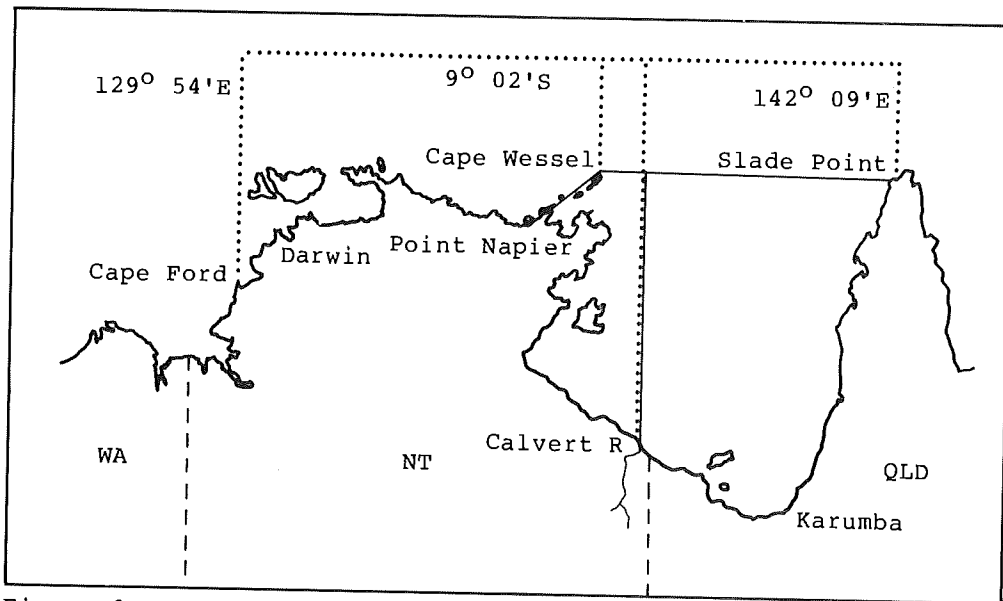 129° 54'E
9° 02'S
142° 09'E
Cape Wessel
Slade Point
Darwin
Point Napier
Cape Ford
Calvert R
WA
NT
QLD
Karumba